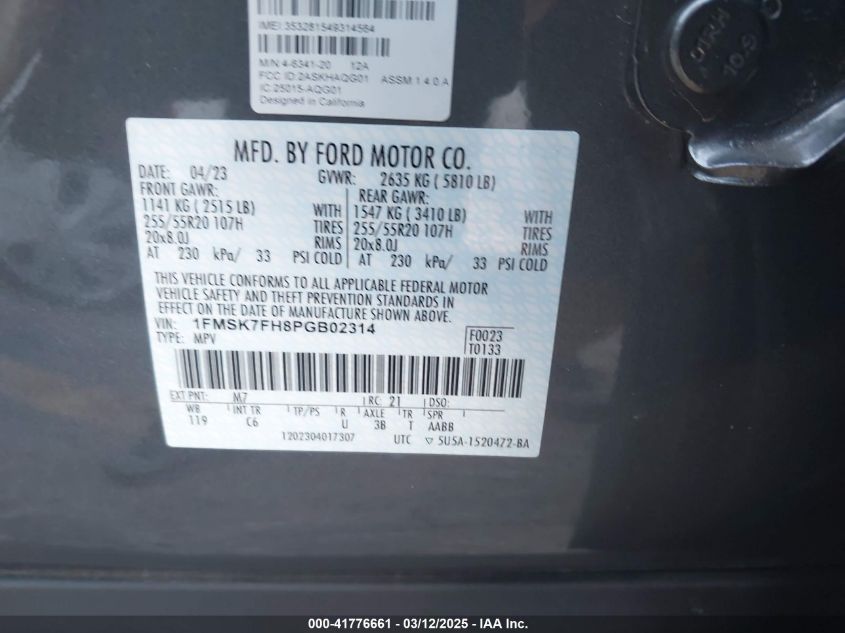 IMEI:353281549314564
M/N 4-6341-20 12A
FCC ID:2ASKHAQG01 ASSM:1.4.0.A
IC:25015-AQG01
Designed in California
MFD. BY FORD MOTOR CO.
DATE: 04/23 GVWR: 2635 KG ( 5810 LB)
FRONT GAWR: REAR GAWR:
1141 KG ( 2515 LB) WITH 1547 KG ( 3410 LB) WITH
255/55R20 107H TIRES 255/55R20 107H TIRES
20x8.0J RIMS 20x8.0J RIMS
AT 230 kPa/ 33 PSI COLD AT 230 kPa/ 33 PSI COLD
THIS VEHICLE CONFORMS TO ALL APPLICABLE FEDERAL MOTOR
VEHICLE SAFETY AND THEFT PREVENTION STANDARDS IN
EFFECT ON THE DATE OF MANUFACTURE SHOWN ABOVE.
VIN: 1FMSK7FH8PGB02314 F0023
TYPE: MPV T0133
EXT PNT: M7 RC: 21 DSO:
WB INT TR TP/PS R AXLE TR SPR
119 C6 U 3B T AABB
1202304017307 UTC ▽ 5U5A-1520472-BA
000-41776661 | 03/12/2025 - IAA Inc.